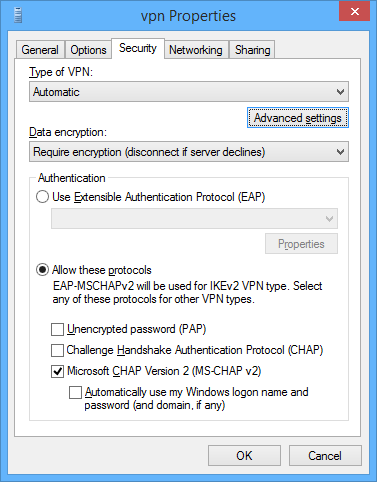 vpn Properties
General Options Security Networking Sharing
Type of VPN:
Automatic
Advanced settings
Data encryption:
Require encryption (disconnect if server declines)
Authentication
Use Extensible Authentication Protocol (EAP)
Properties
Allow these protocols
EAP-MSCHAPv2 will be used for IKEv2 VPN type. Select
any of these protocols for other VPN types.
Unencrypted password (PAP)
Challenge Handshake Authentication Protocol (CHAP)
Microsoft CHAP Version 2 (MS-CHAP v2)
Automatically use my Windows logon name and
password (and domain, if any)
OK Cancel